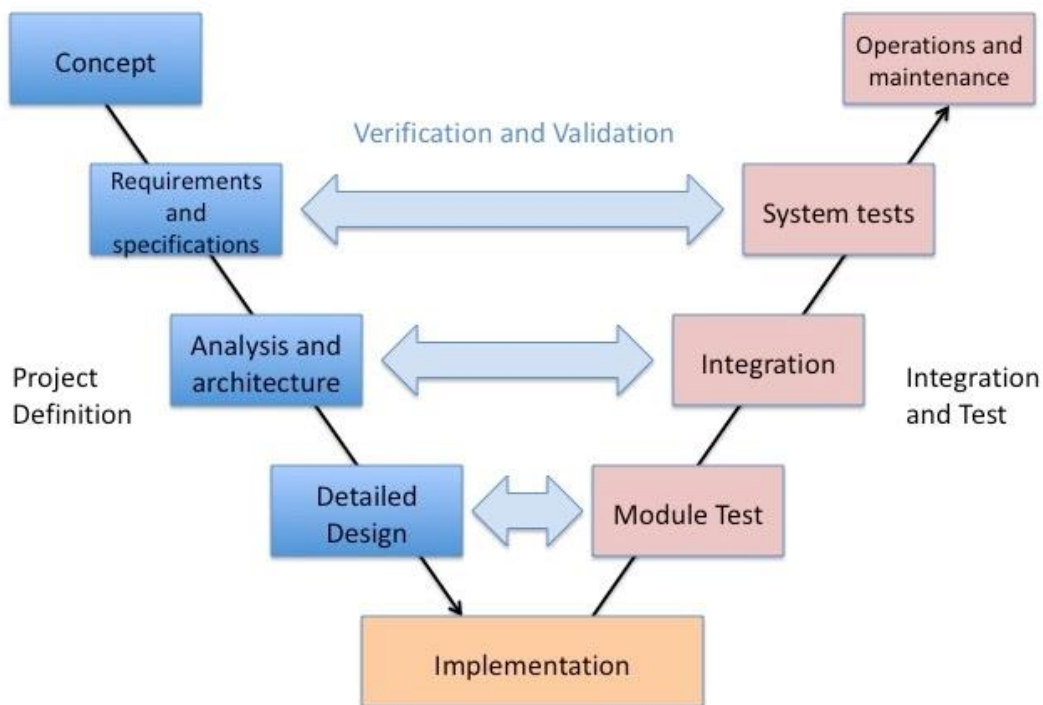 Concept
Operations and
maintenance
Verification and Validation
Requirements
and
specifications
System tests
Analysis and
architecture
Integration
Project
Definition
Integration
and Test
Detailed
Design
Module Test
Implementation